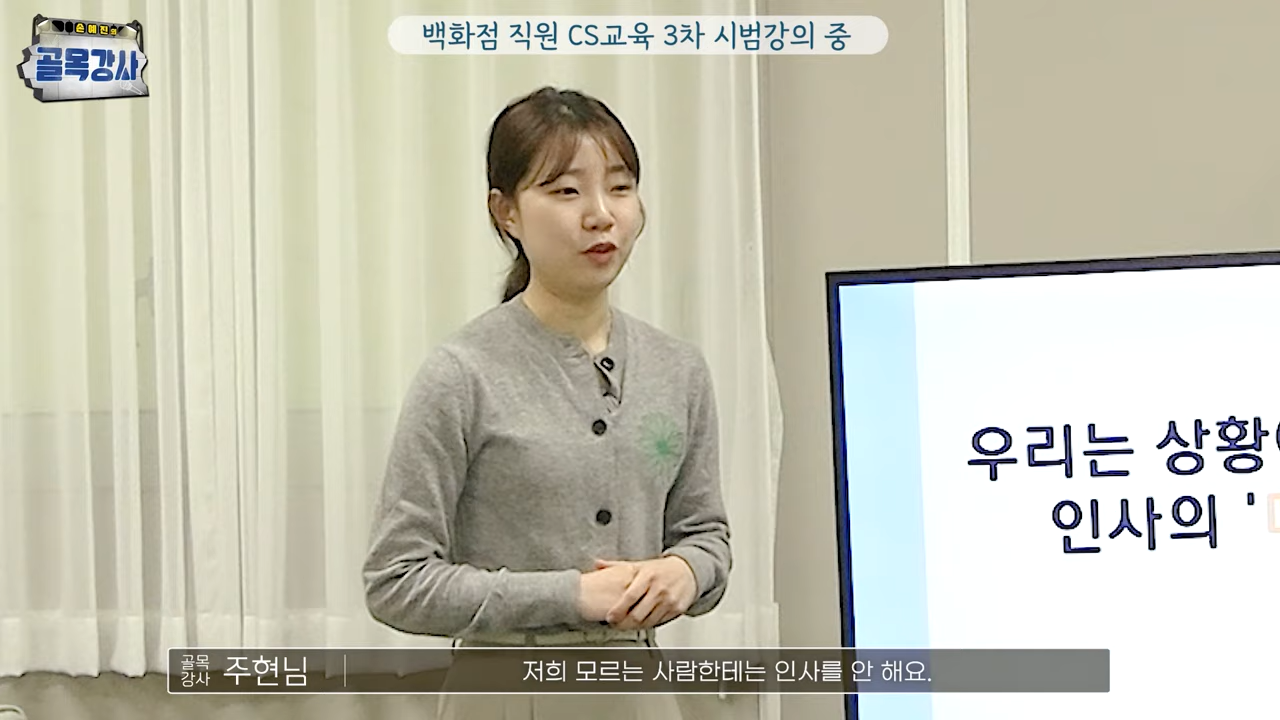 손예진의
골목강사
백화점 직원 CS교육 3차 시범강의 중
우리는 상황
인사의 '
골목
강사
주현님
저희 모르는 사람한테는 인사를 안 해요.